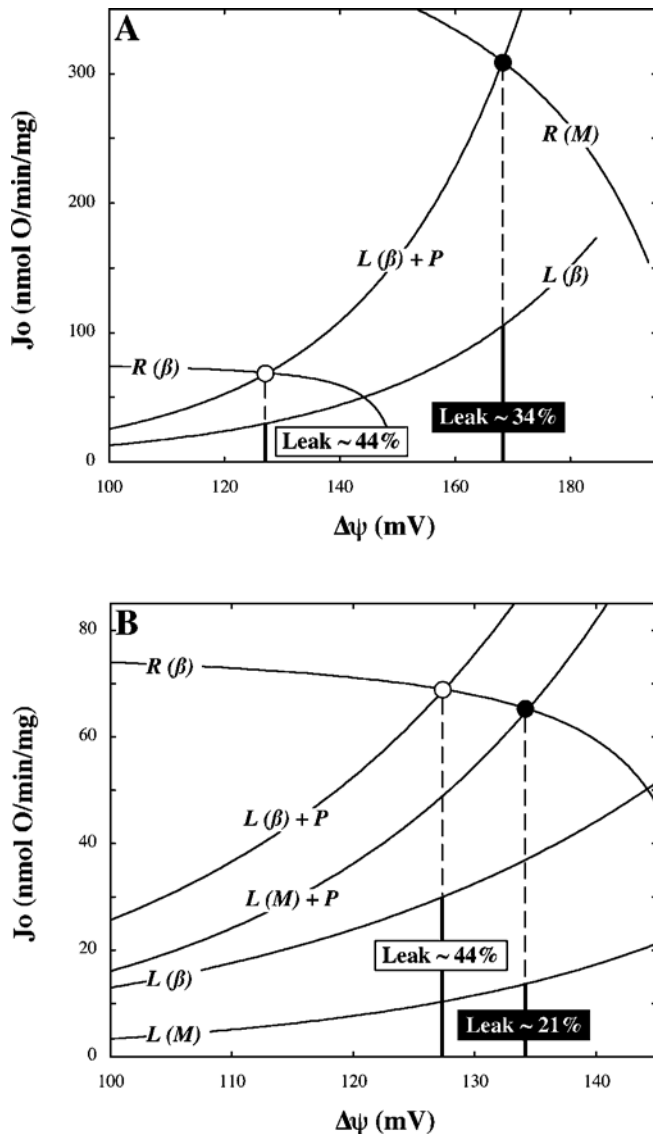 A
300
200
100
0
Jo (nmol O/min/mg)
R (M)
L (β) + P
L (β)
R (β)
Leak ~ 34%
Leak ~ 44%
100
120
140
160
180
Δψ (mV)
B
80
60
40
20
0
Jo (nmol O/min/mg)
R (β)
L (β) + P
L (M) + P
L (β)
L (M)
Leak ~ 44%
Leak ~ 21%
100
110
120
130
140
Δψ (mV)